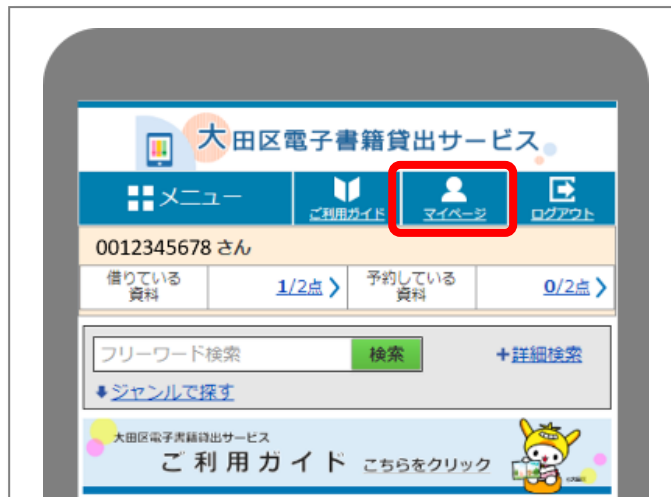 大田区電子書籍貸出サービス
メニュー
ご利用ガイド
マイページ
ログアウト
0012345678 さん
借りている
資料
1/2点
予約している
資料
0/2点
フリーワード検索
検索
+詳細検索
ジャンルで探す
大田区電子書籍貸出サービス
ご利用ガイド こちらをクリック